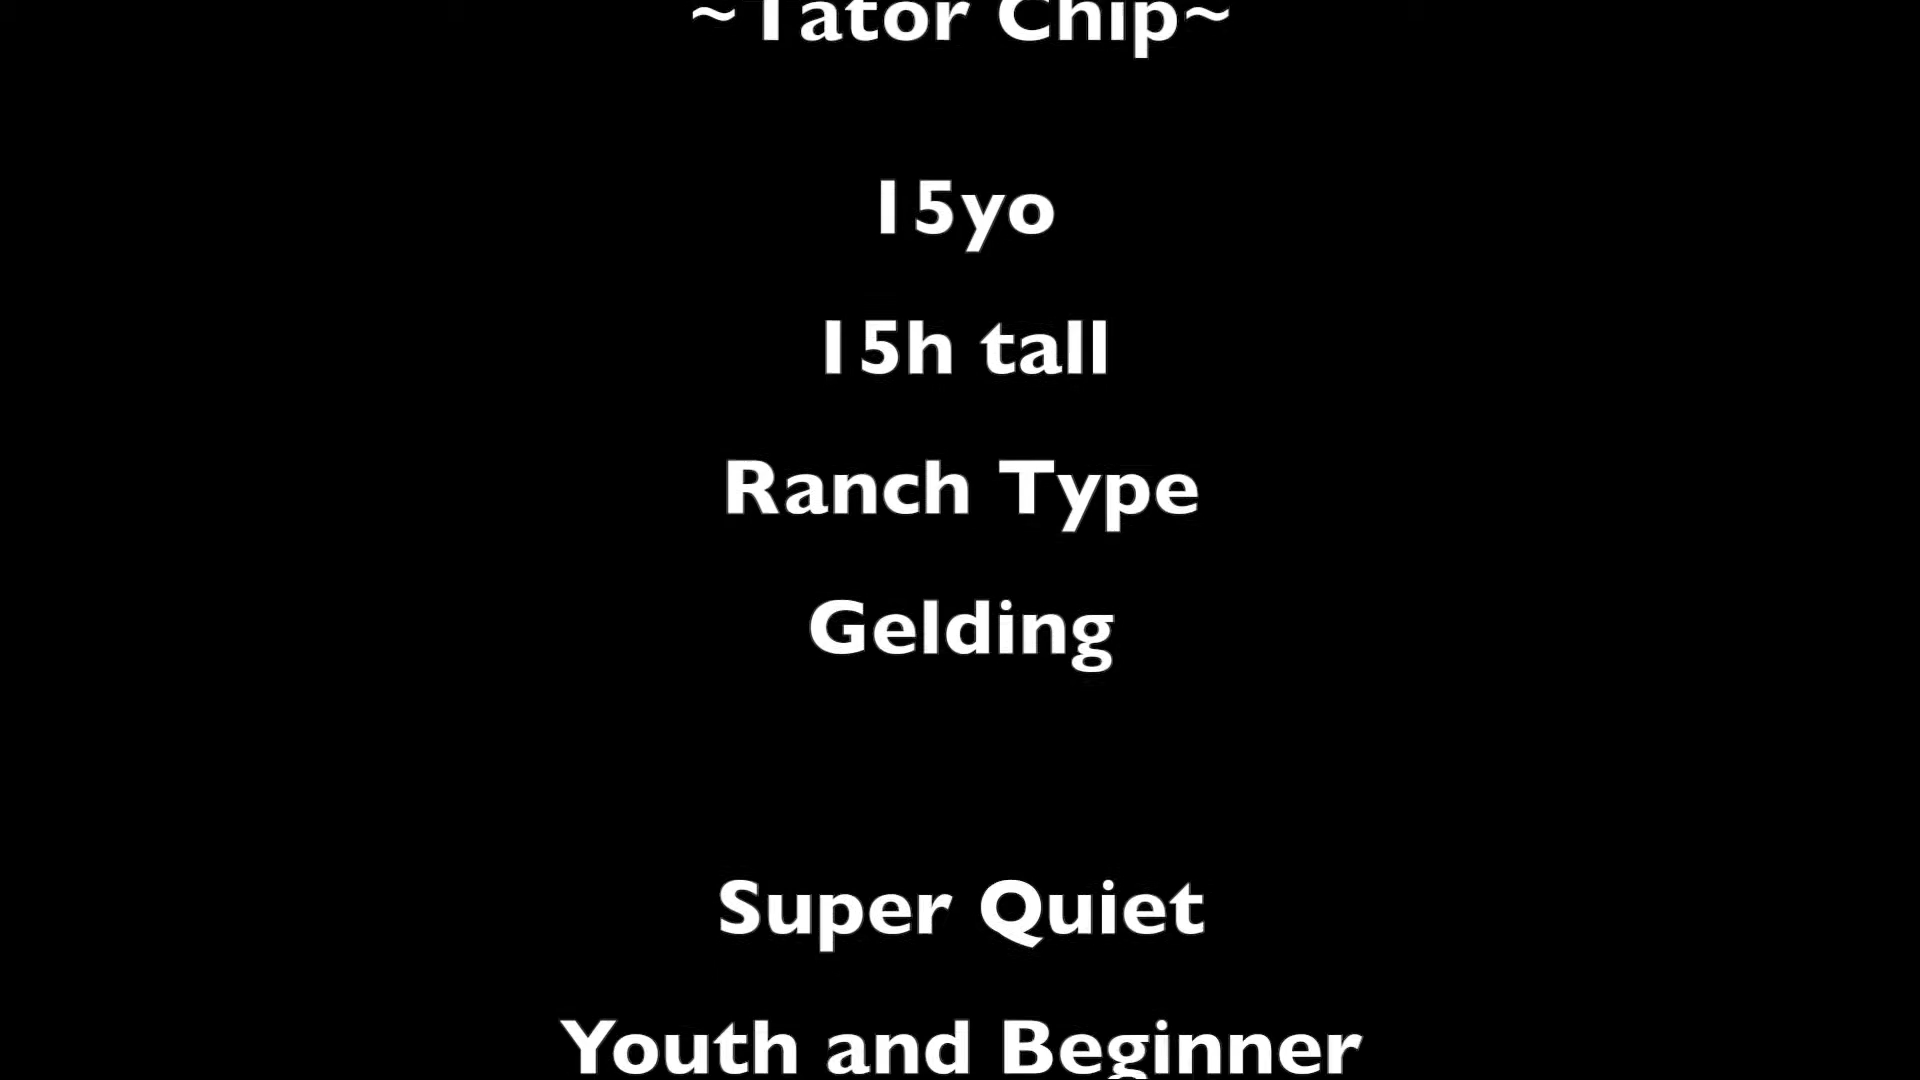 ~Tator Chip~
15yo
15h tall
Ranch Type
Gelding
Super Quiet
Youth and Beginner